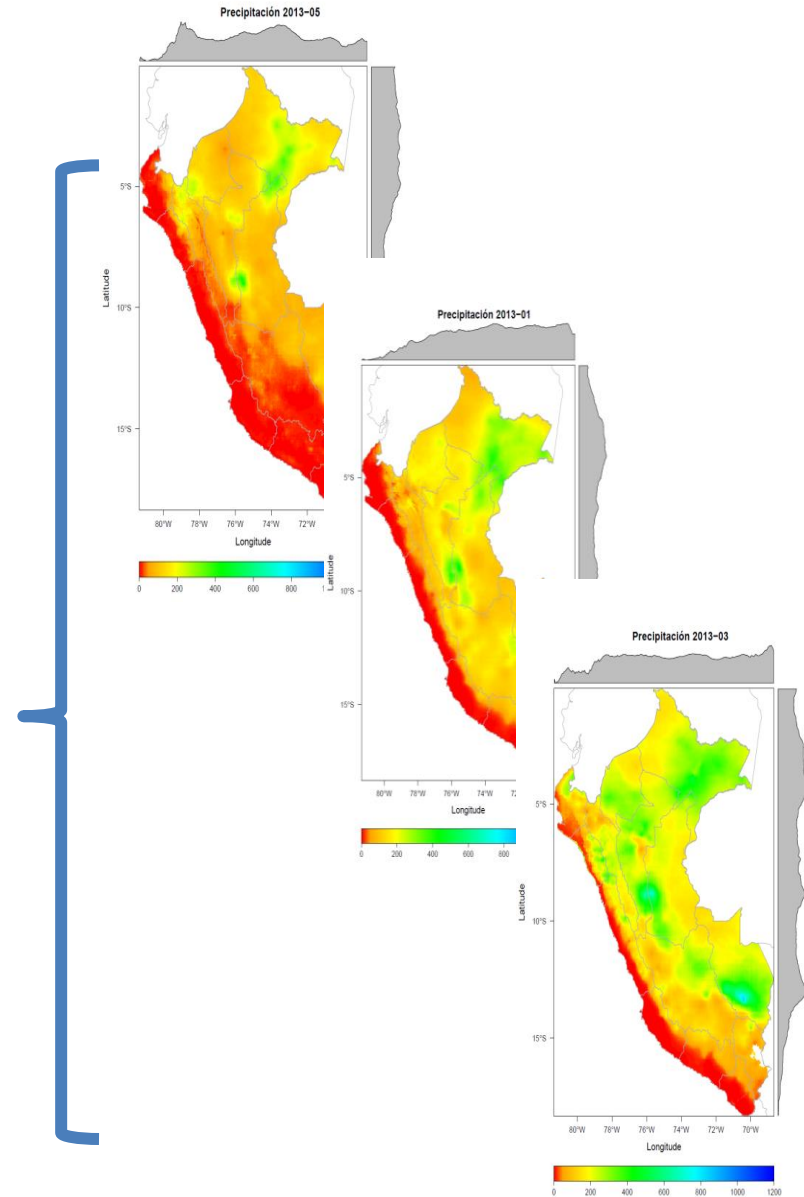 Precipitación 2013−05
5°S
10°S
15°S
Latitude
80°W 78°W 76°W 74°W 72°W
Longitude
0 200 400 600 800
Precipitación 2013−01
5°S
10°S
15°S
Latitude
80°W 78°W 76°W 74°W
Longitude
0 200 400 600 800
Precipitación 2013−03
5°S
10°S
15°S
Latitude
80°W 78°W 76°W 74°W 72°W 70°W
Longitude
0 200 400 600 800 1000 1200